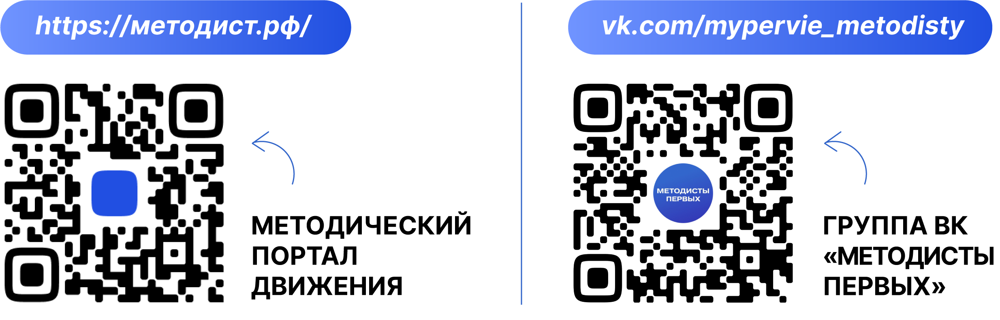 https://методист.рф/
МЕТОДИЧЕСКИЙ
ПОРТАЛ
ДВИЖЕНИЯ
vk.com/mypervie_metodisty
МЕТОДИСТЫ
ПЕРВЫХ
ГРУППА ВК
«МЕТОДИСТЫ
ПЕРВЫХ»